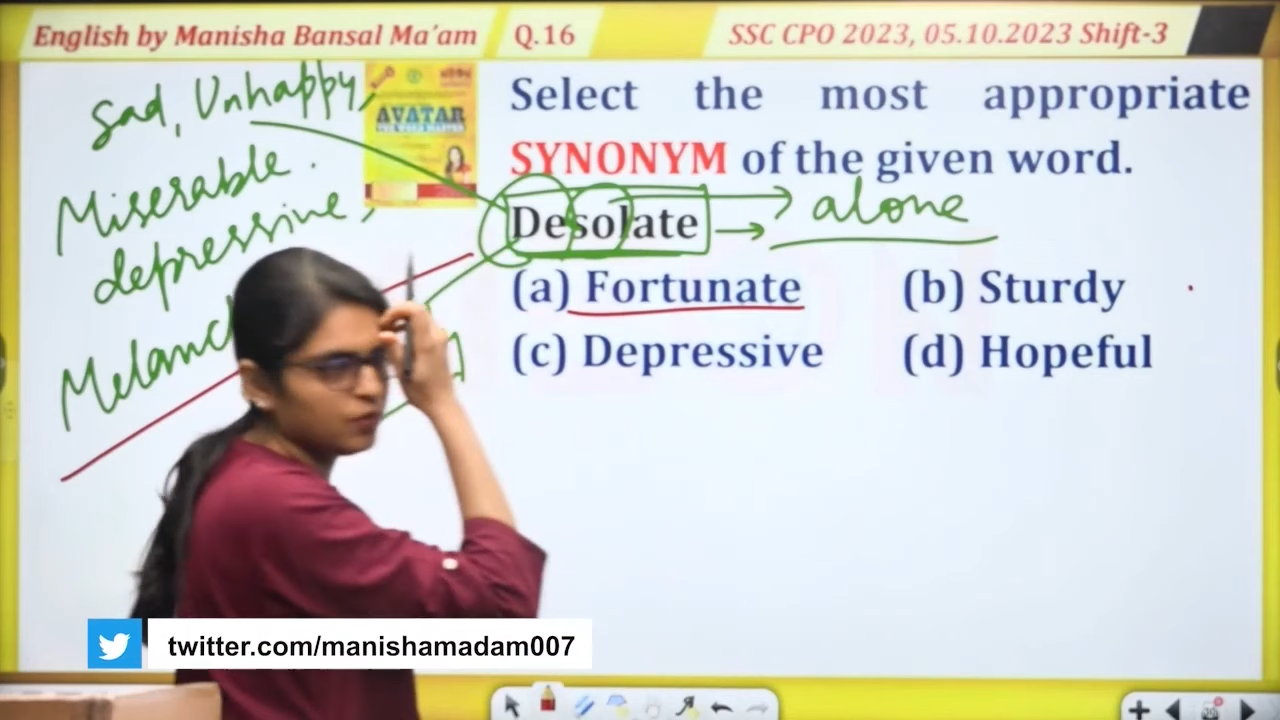 English by Manisha Bansal Ma'am
Q.16
SSC CPO 2023, 05.10.2023 Shift-3
Sad, Unhappy,
Miserable.
depressive,
AVATAR
Select the most appropriate
SYNONYM of the given word.
Desolate
alone
(a) Fortunate (b) Sturdy
(c) Depressive (d) Hopeful
twitter.com/manishamadam007